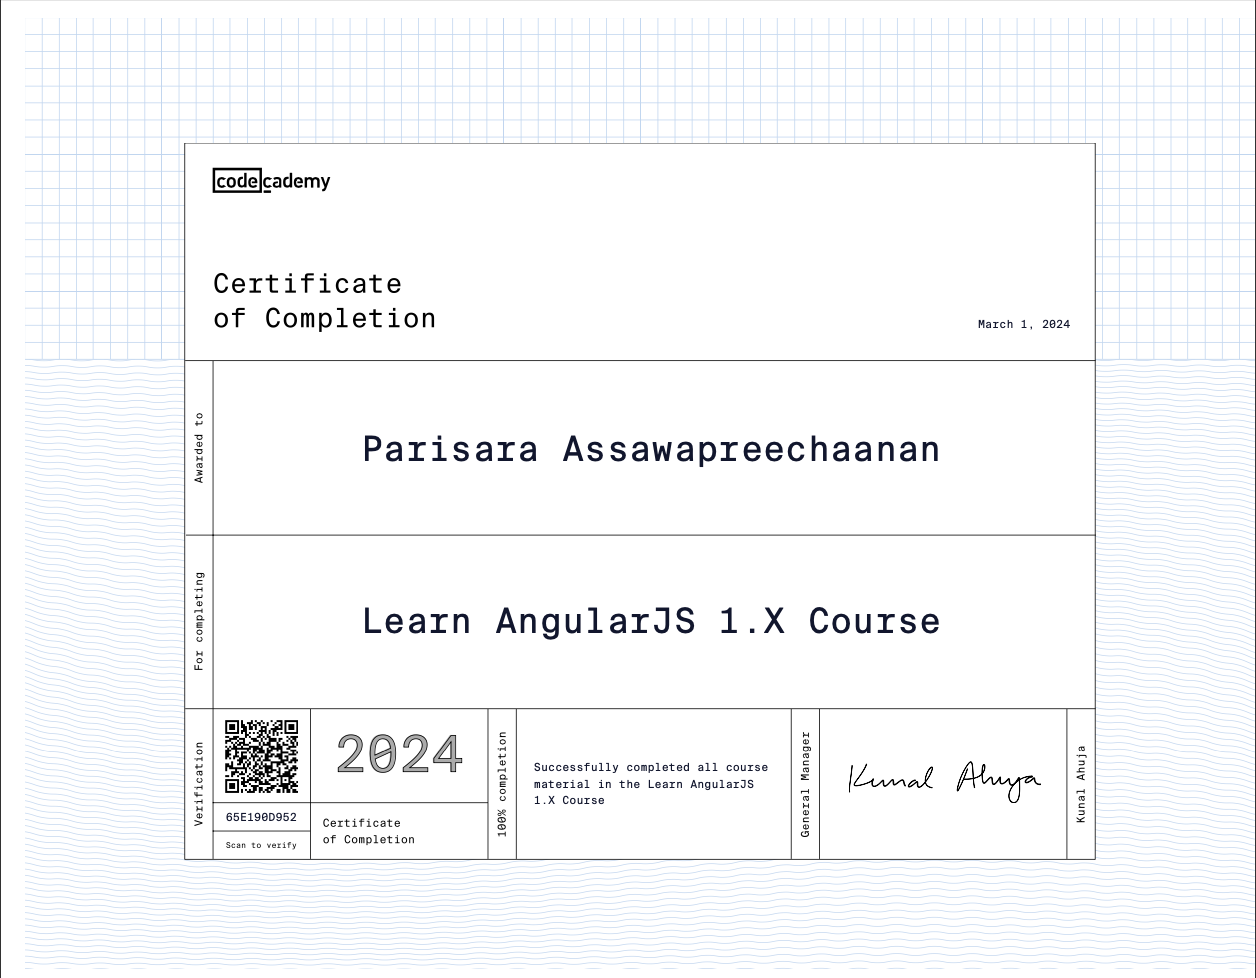 codecademy
Certificate
of Completion
March 1, 2024
Awarded to
Parisara Assawapreechaanan
For completing
Learn AngularJS 1.X Course
Verification
65E190D952
Scan to verify
2024
Certificate
of Completion
100% completion
Successfully completed all course
material in the Learn AngularJS
1.X Course
General Manager
Kunal Ahuja
Kunal Ahuja